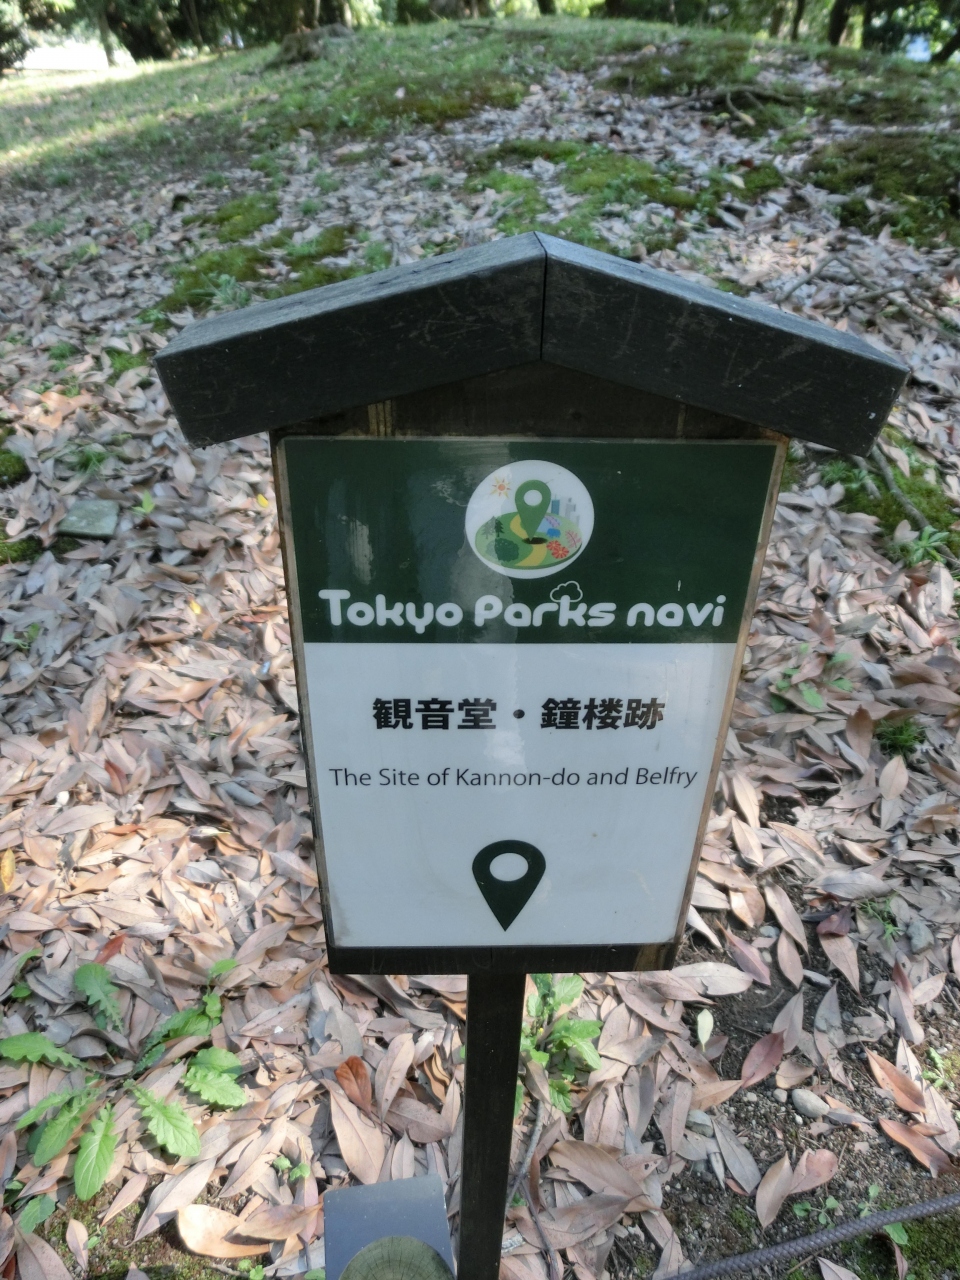 Tokyo Parks navi
観音堂・鐘楼跡
The Site of Kannon-do and Belfry